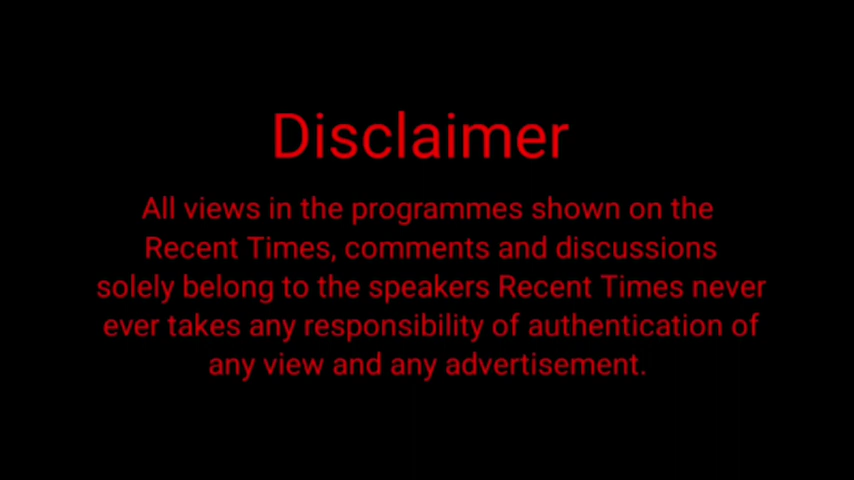 Disclaimer
All views in the programmes shown on the
Recent Times, comments and discussions
solely belong to the speakers Recent Times never
ever takes any responsibility of authentication of
any view and any advertisement.